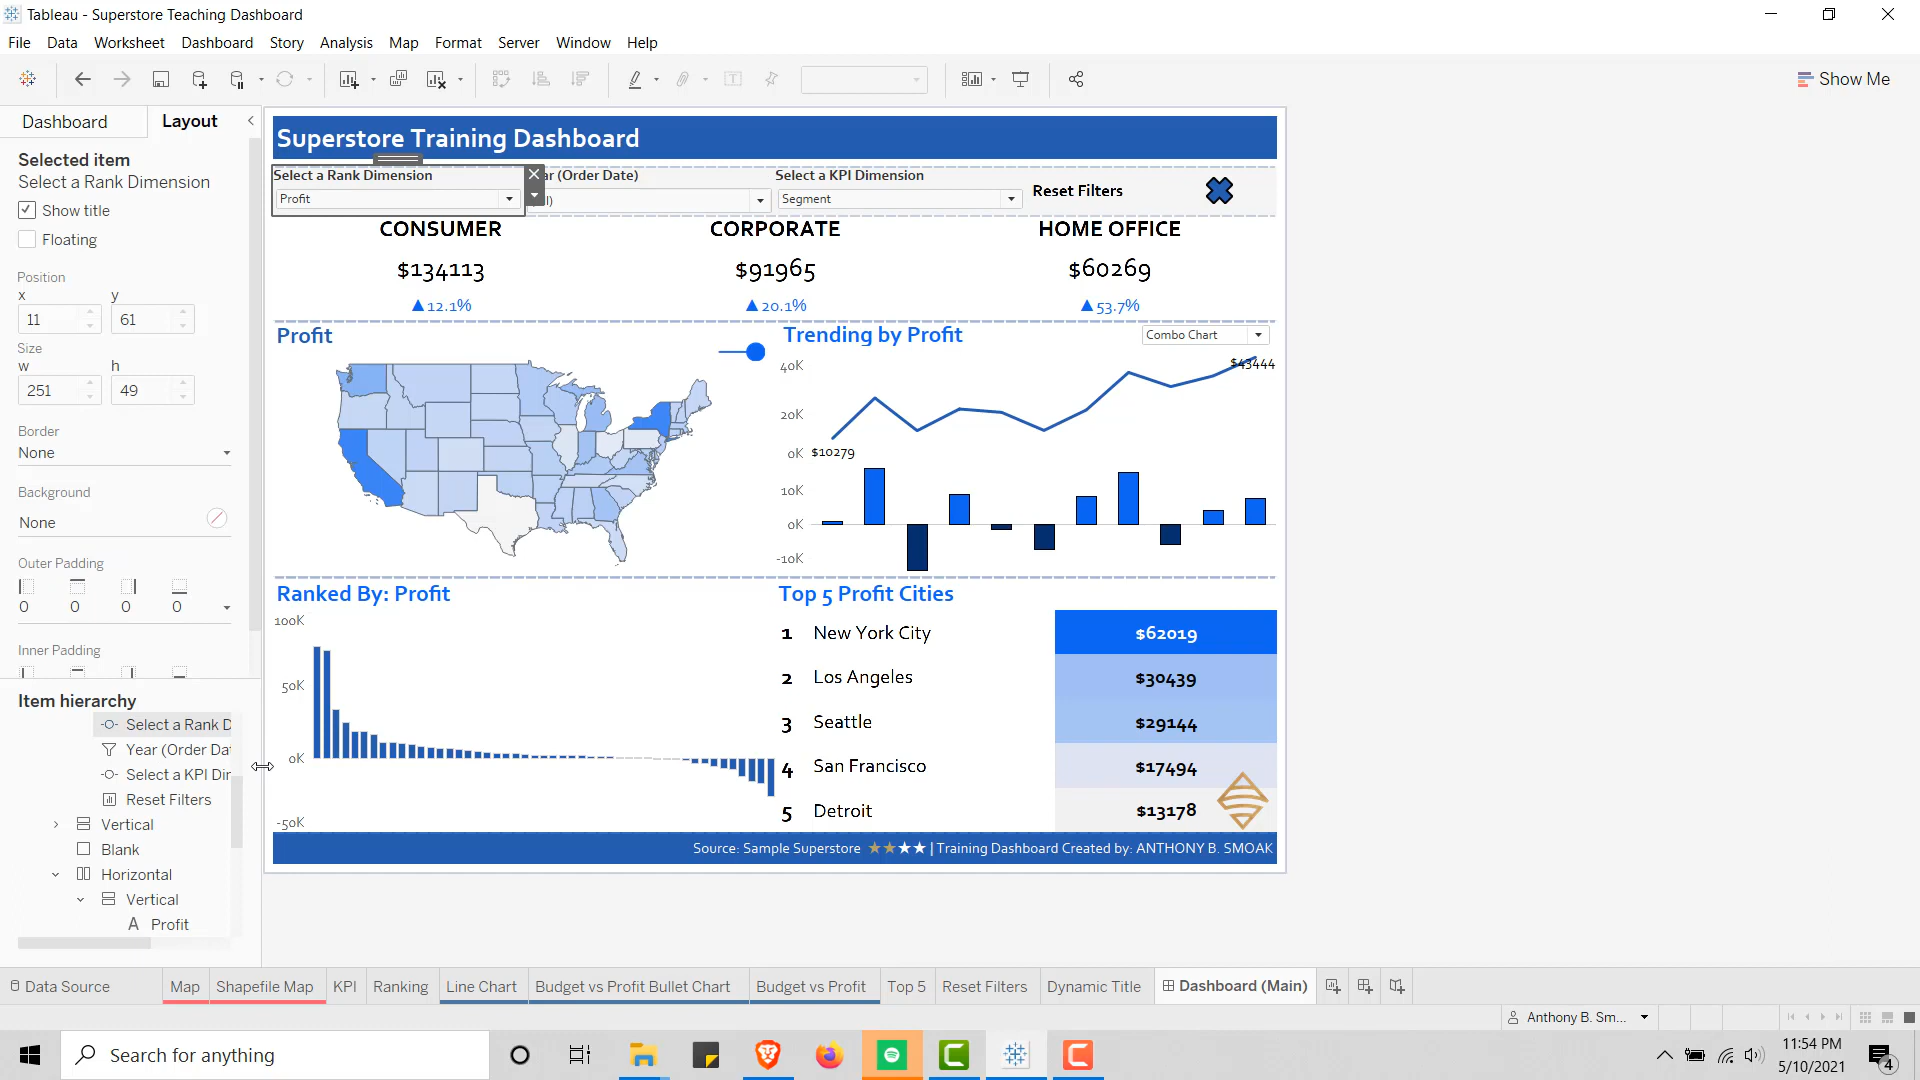 Tableau - Superstore Teaching Dashboard
File Data Worksheet Dashboard Story Analysis Map Format Server Window Help
Show Me
Dashboard Layout
Selected item
Select a Rank Dimension
Show title
Floating
Position
x y
11 61
Size
w h
251 49
Border
None
Background
None
Outer Padding
0 0 0 0
Inner Padding
Item hierarchy
Select a Rank D
Year (Order Dat
Select a KPI Dir
Reset Filters
Vertical
Blank
Horizontal
Vertical
A Profit
Superstore Training Dashboard
Select a Rank Dimension
Profit
ar (Order Date)
ll)
Select a KPI Dimension
Segment
Reset Filters
CONSUMER CORPORATE HOME OFFICE
$134113 $91965 $60269
▲12.1% ▲20.1% ▲53.7%
Profit
Trending by Profit
Combo Chart
40K
20K
0K
$10279
$43444
10K
0K
-10K
Ranked By: Profit
100K
50K
0K
-50K
Top 5 Profit Cities
1 New York City $62019
2 Los Angeles $30439
3 Seattle $29144
4 San Francisco $17494
5 Detroit $13178
Source: Sample Superstore ★★★★ | Training Dashboard Created by: ANTHONY B. SMOAK
Data Source Map Shapefile Map KPI Ranking Line Chart Budget vs Profit Bullet Chart Budget vs Profit Top 5 Reset Filters Dynamic Title Dashboard (Main)
Anthony B. Sm...
Search for anything
11:54 PM
5/10/2021
4